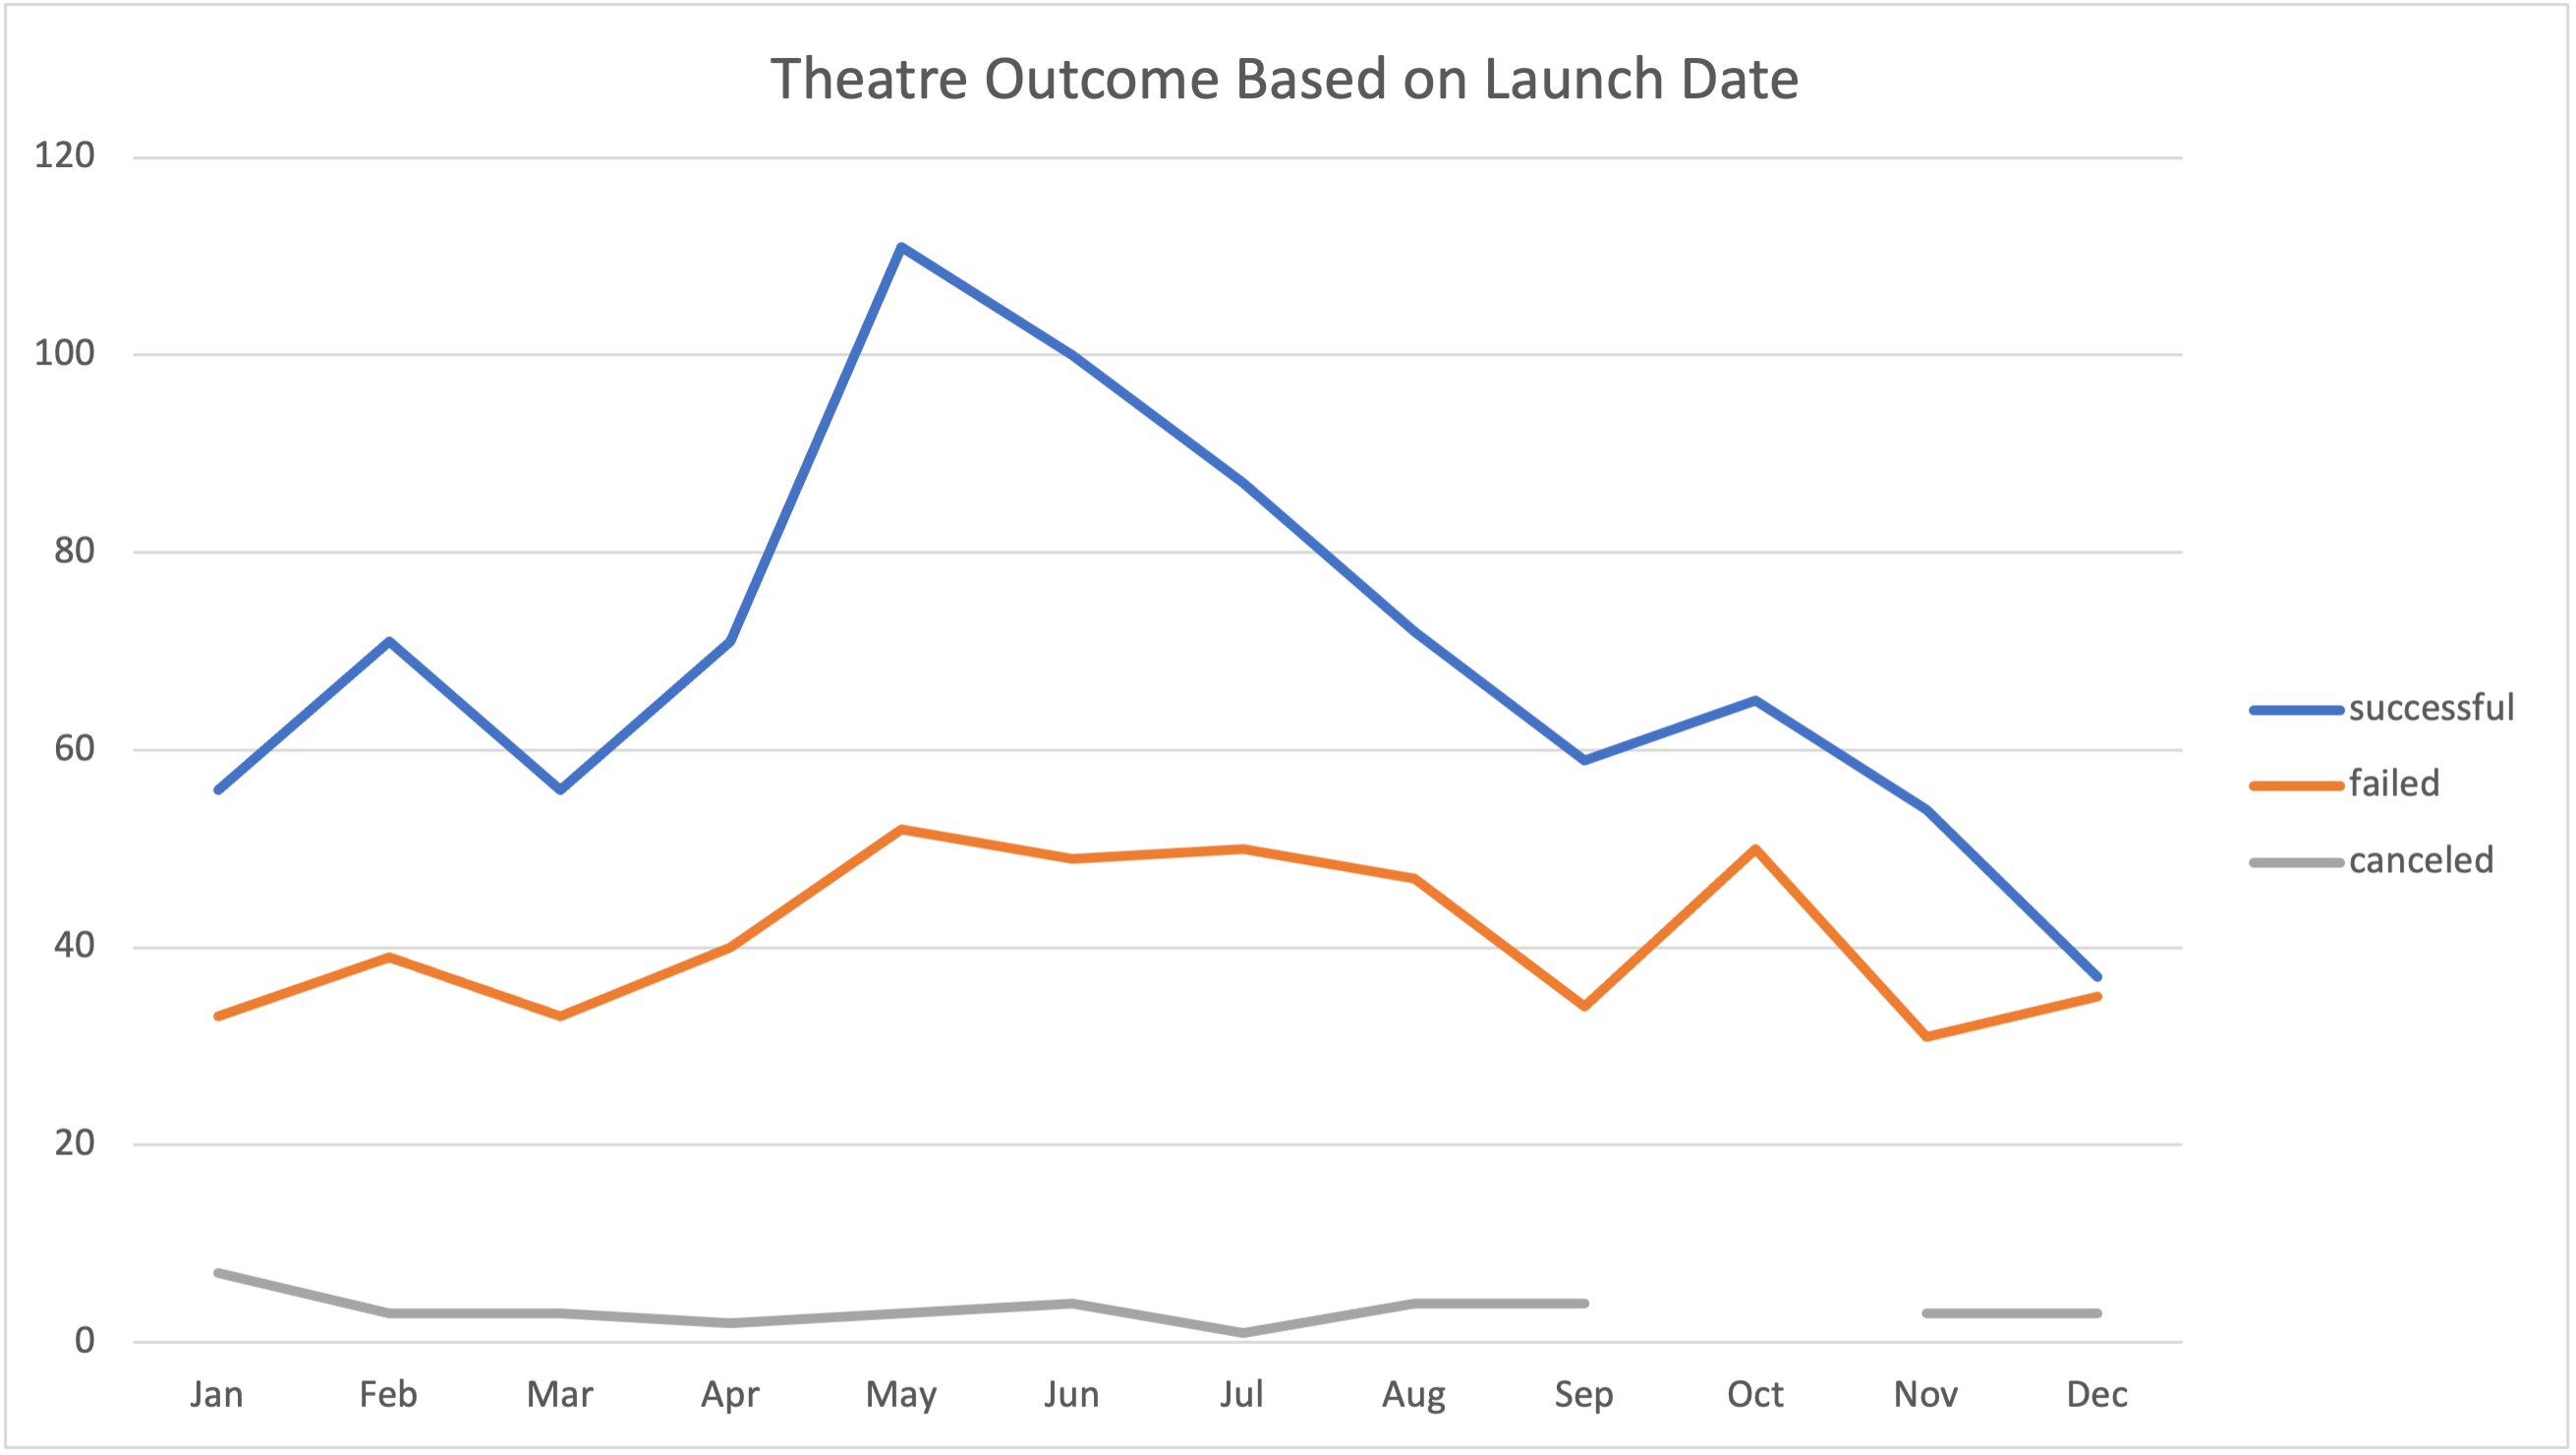 Theatre Outcome Based on Launch Date
120
100
80
60
40
20
0
Jan Feb Mar Apr May Jun Jul Aug Sep Oct Nov Dec
successful
failed
canceled